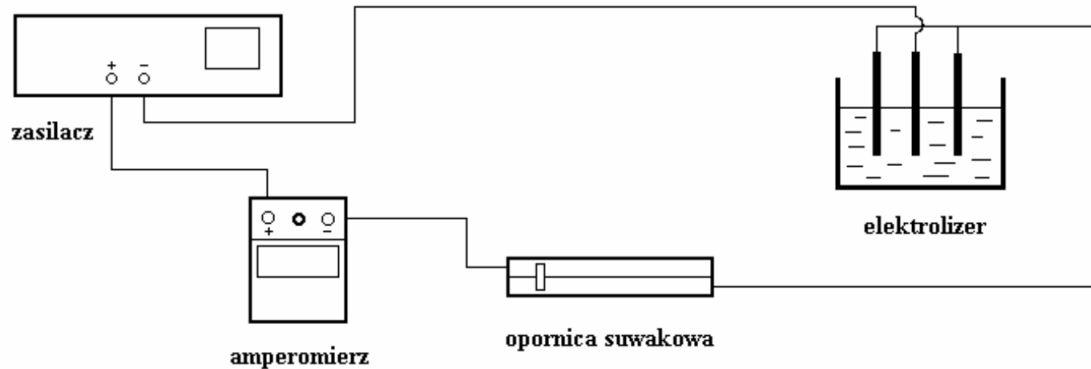 + −
zasilacz
+ −
elektrolizer
opornica suwakowa
amperomierz